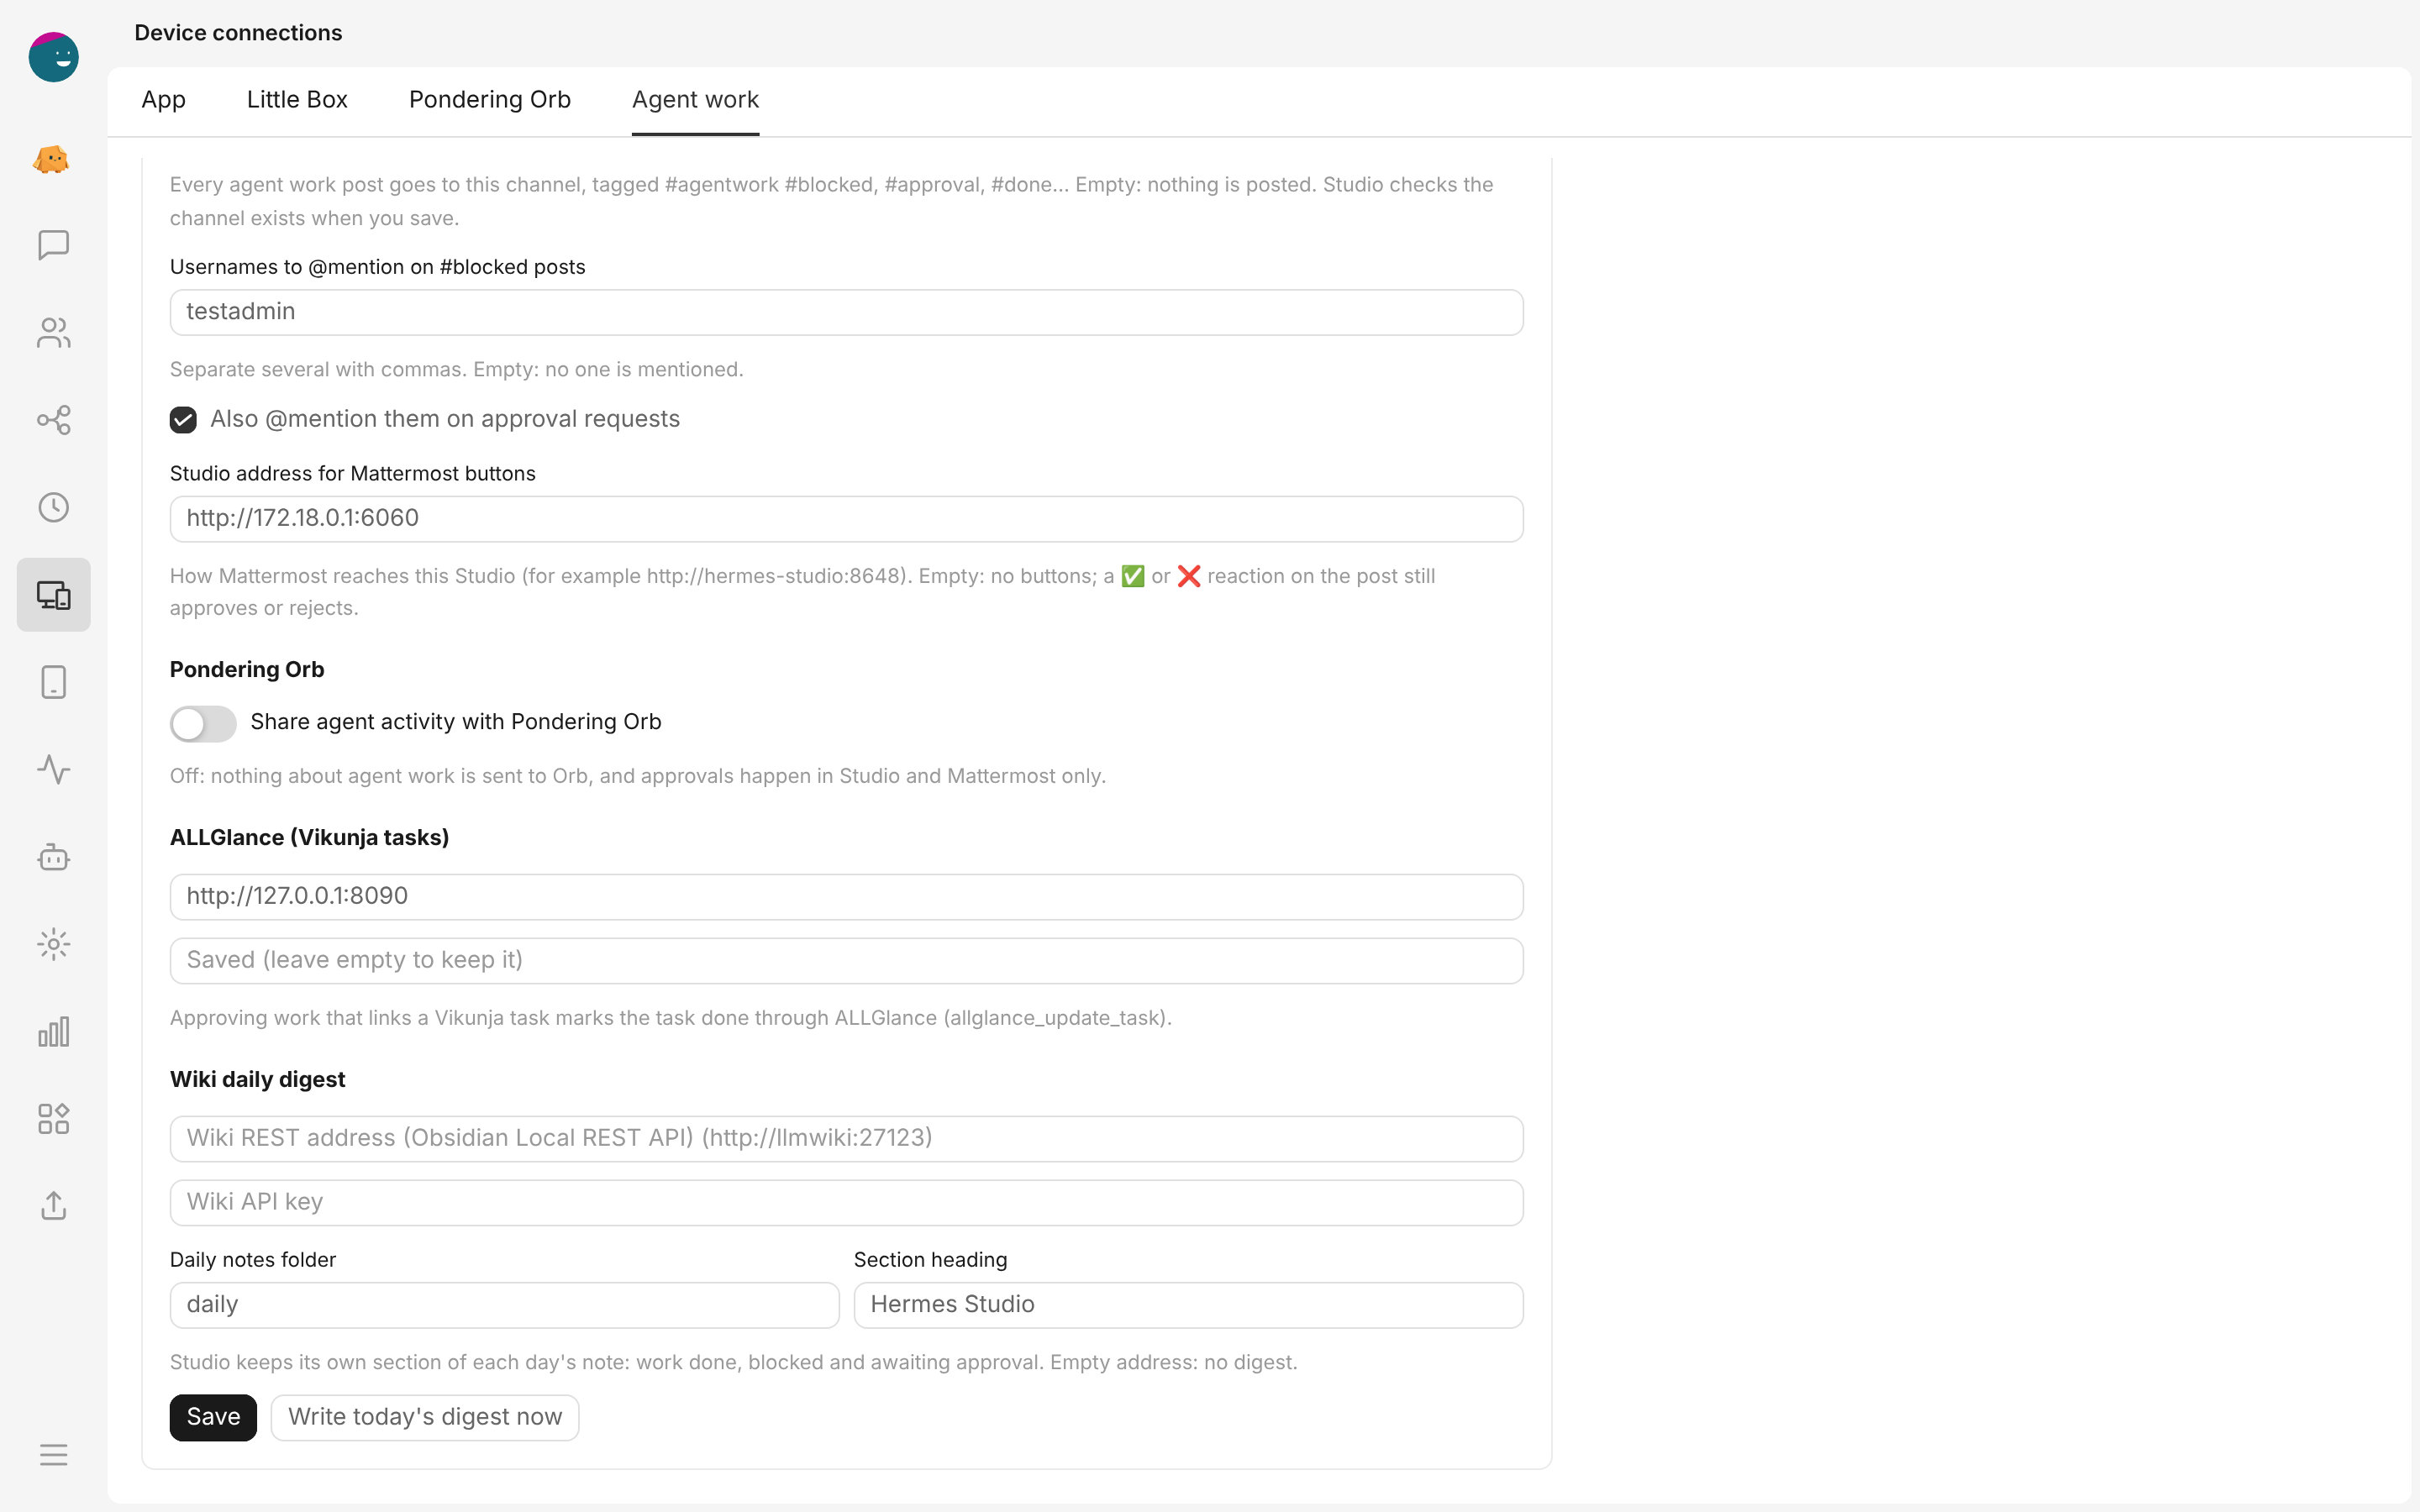 Device connections
App
Little Box
Pondering Orb
Agent work
Every agent work post goes to this channel, tagged #agentwork #blocked, #approval, #done... Empty: nothing is posted. Studio checks the
channel exists when you save.
Usernames to @mention on #blocked posts
testadmin
Separate several with commas. Empty: no one is mentioned.
Also @mention them on approval requests
Studio address for Mattermost buttons
http://172.18.0.1:6060
How Mattermost reaches this Studio (for example http://hermes-studio:8648). Empty: no buttons; a ✅ or ❌ reaction on the post still
approves or rejects.
Pondering Orb
Share agent activity with Pondering Orb
Off: nothing about agent work is sent to Orb, and approvals happen in Studio and Mattermost only.
ALLGlance (Vikunja tasks)
http://127.0.0.1:8090
Saved (leave empty to keep it)
Approving work that links a Vikunja task marks the task done through ALLGlance (allglance_update_task).
Wiki daily digest
Wiki REST address (Obsidian Local REST API) (http://llmwiki:27123)
Wiki API key
Daily notes folder
Section heading
daily
Hermes Studio
Studio keeps its own section of each day's note: work done, blocked and awaiting approval. Empty address: no digest.
Save
Write today's digest now